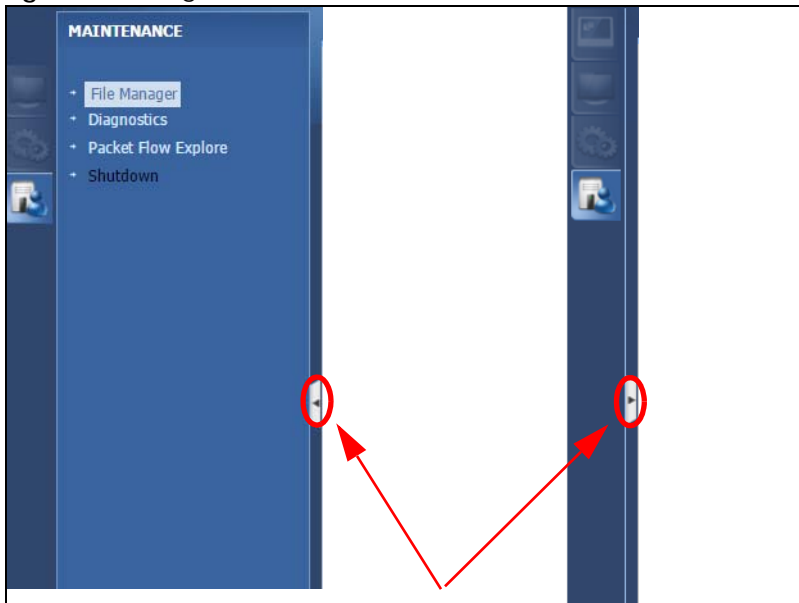 MAINTENANCE
File Manager
Diagnostics
Packet Flow Explore
Shutdown